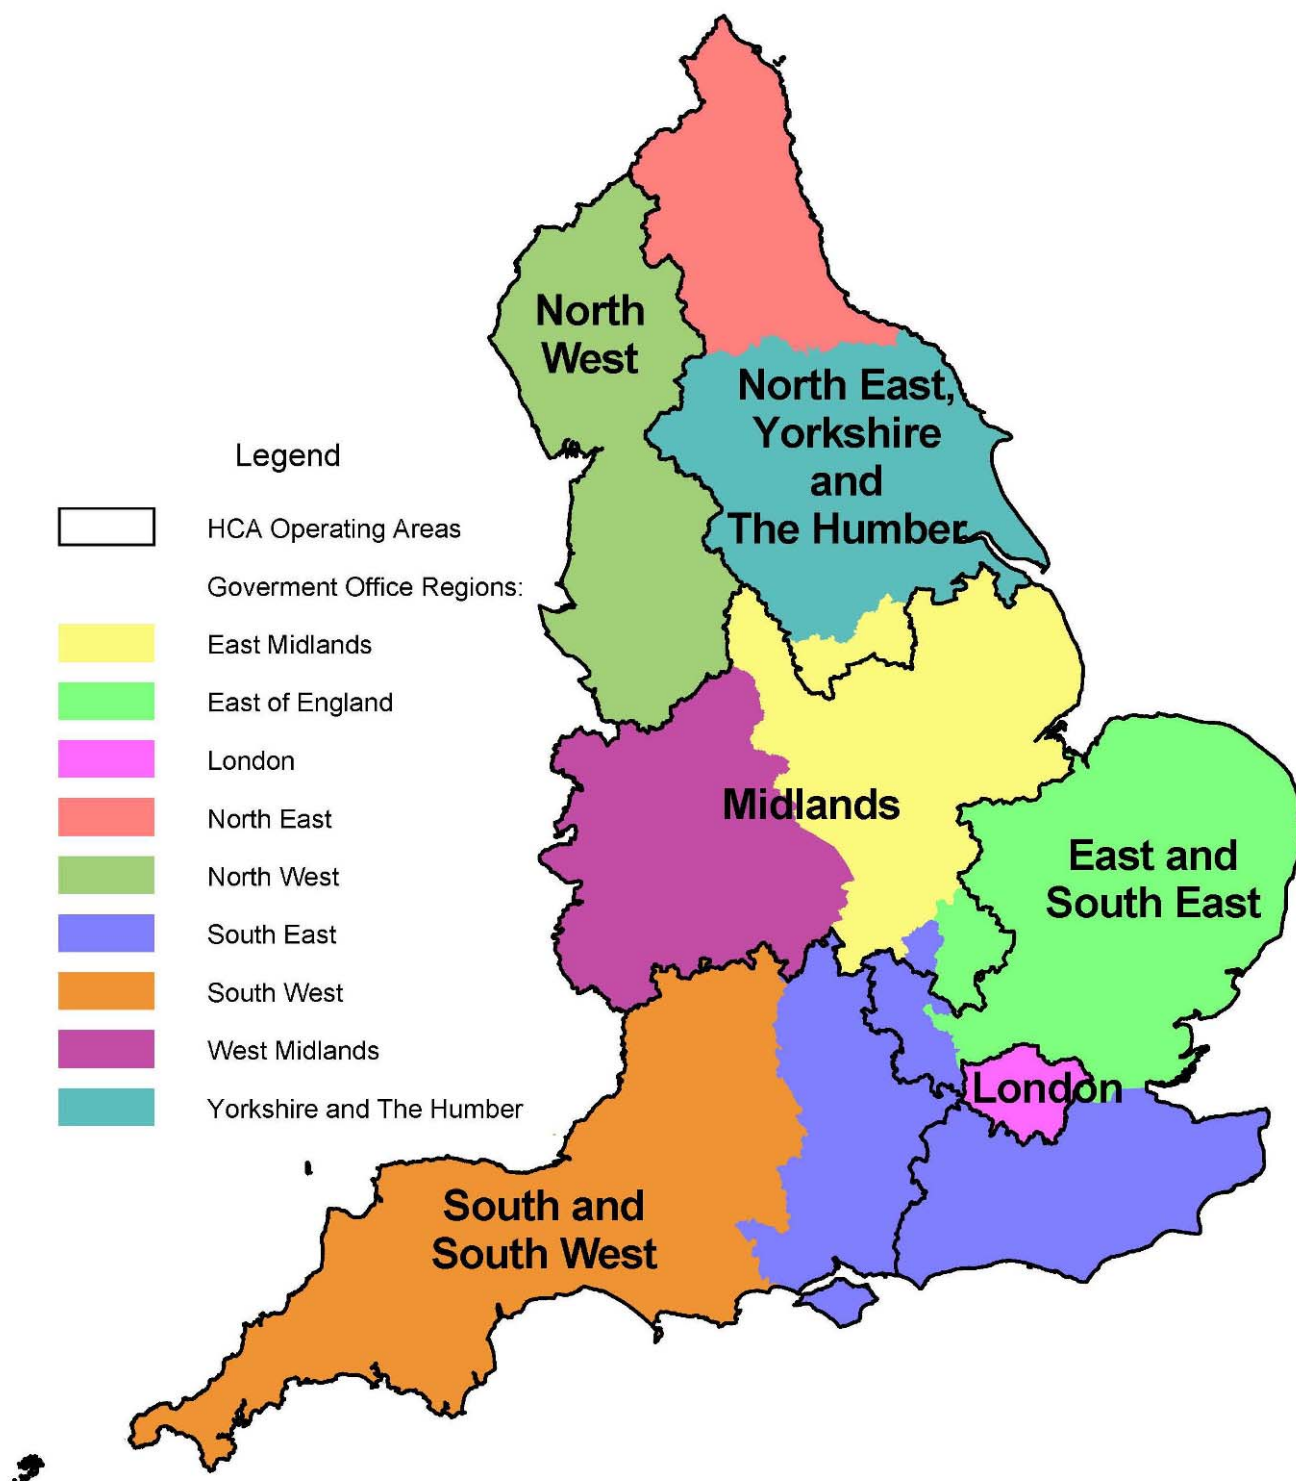 North
West
North East,
Yorkshire
and
The Humber
Legend
HCA Operating Areas
Goverment Office Regions:
East Midlands
East of England
London
North East
North West
South East
South West
West Midlands
Yorkshire and The Humber
Midlands
East and
South East
London
South and
South West